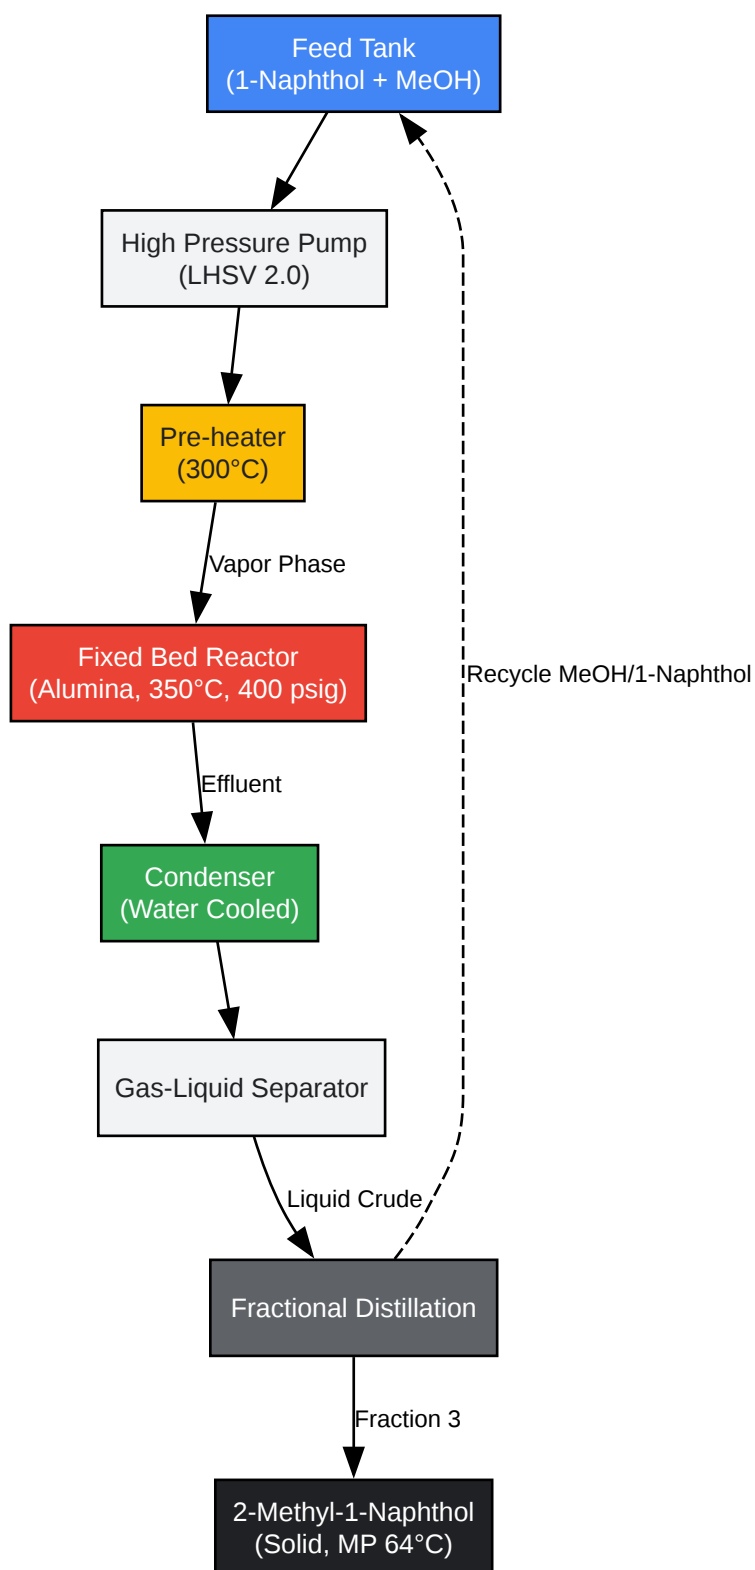 Feed Tank
(1-Naphthol + MeOH)
High Pressure Pump
(LHSV 2.0)
Pre-heater
(300°C)
Vapor Phase
Fixed Bed Reactor
(Alumina, 350°C, 400 psig)
Recycle MeOH/1-Naphthol
Effluent
Condenser
(Water Cooled)
Gas-Liquid Separator
Liquid Crude
Fractional Distillation
Fraction 3
2-Methyl-1-Naphthol
(Solid, MP 64°C)